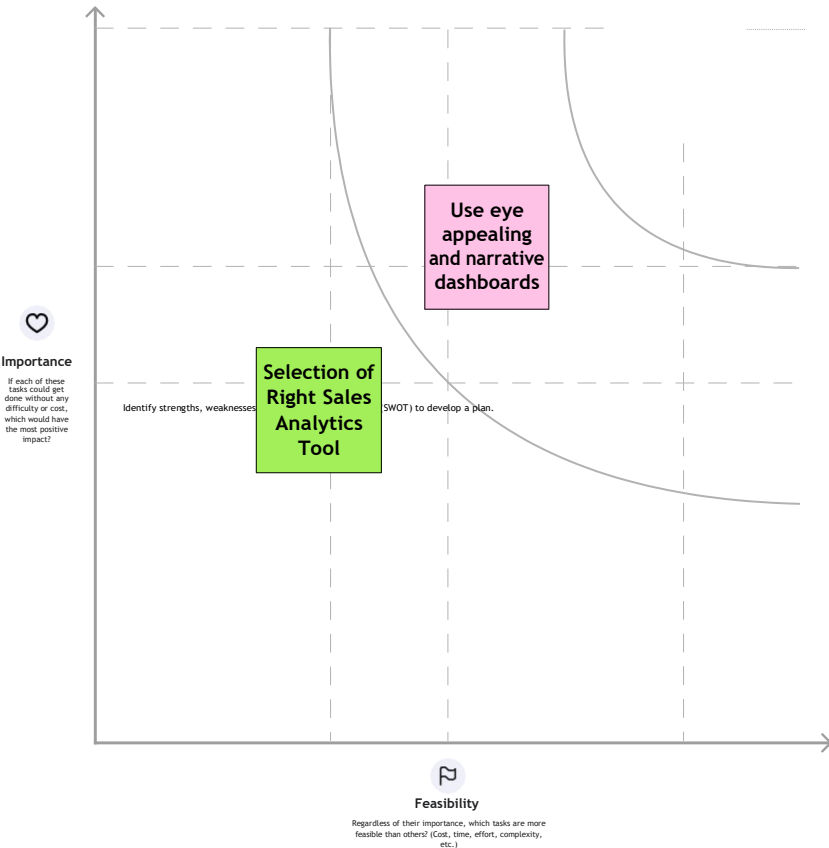 Use eye
appealing
and narrative
dashboards
Importance
If each of these
tasks could get
done without any
difficulty or cost,
which would have
the most positive
impact?
Selection of
Right Sales
Analytics
Tool
Identify strengths, weaknesses (SWOT) to develop a plan.
Feasibility
Regardless of their importance, which tasks are more
feasible than others? (Cost, time, effort, complexity,
etc.)